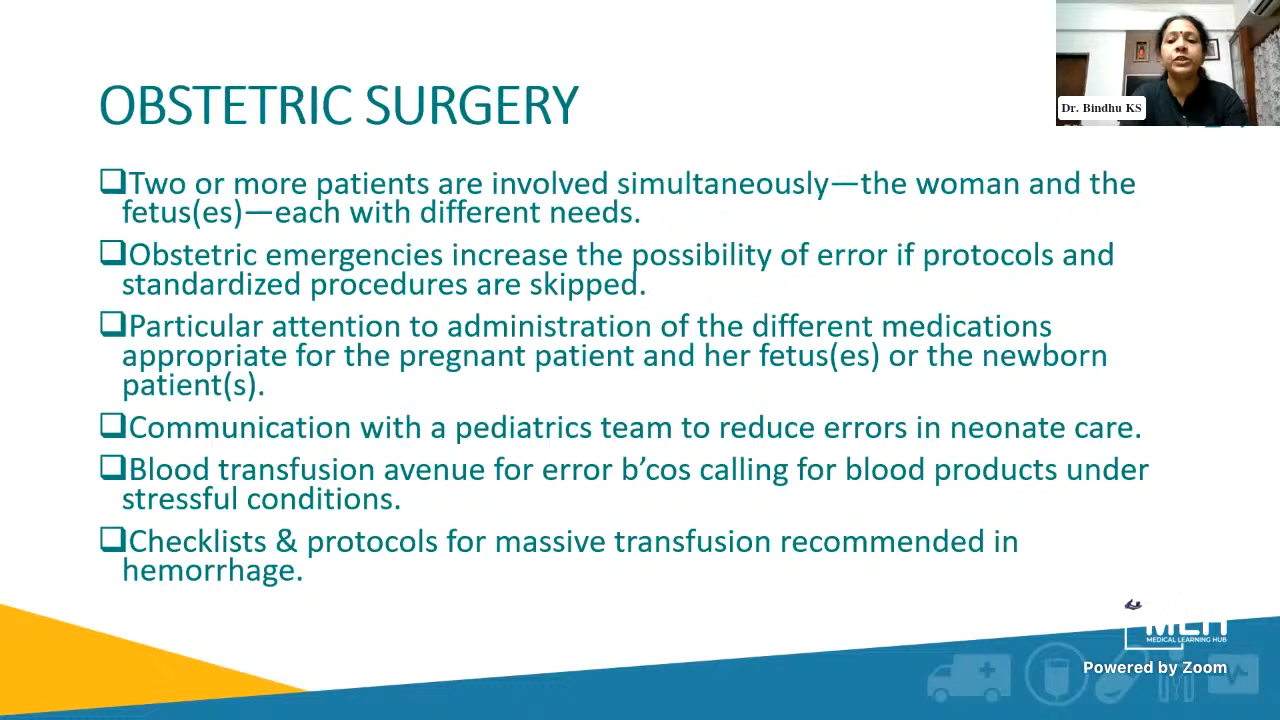 OBSTETRIC SURGERY
Dr. Bindhu KS
❑Two or more patients are involved simultaneously—the woman and the
fetus(es)—each with different needs.
❑Obstetric emergencies increase the possibility of error if protocols and
standardized procedures are skipped.
❑Particular attention to administration of the different medications
appropriate for the pregnant patient and her fetus(es) or the newborn
patient(s).
❑Communication with a pediatrics team to reduce errors in neonate care.
❑Blood transfusion avenue for error b’cos calling for blood products under
stressful conditions.
❑Checklists & protocols for massive transfusion recommended in
hemorrhage.
MEDICAL LEARNING HUB
Powered by Zoom